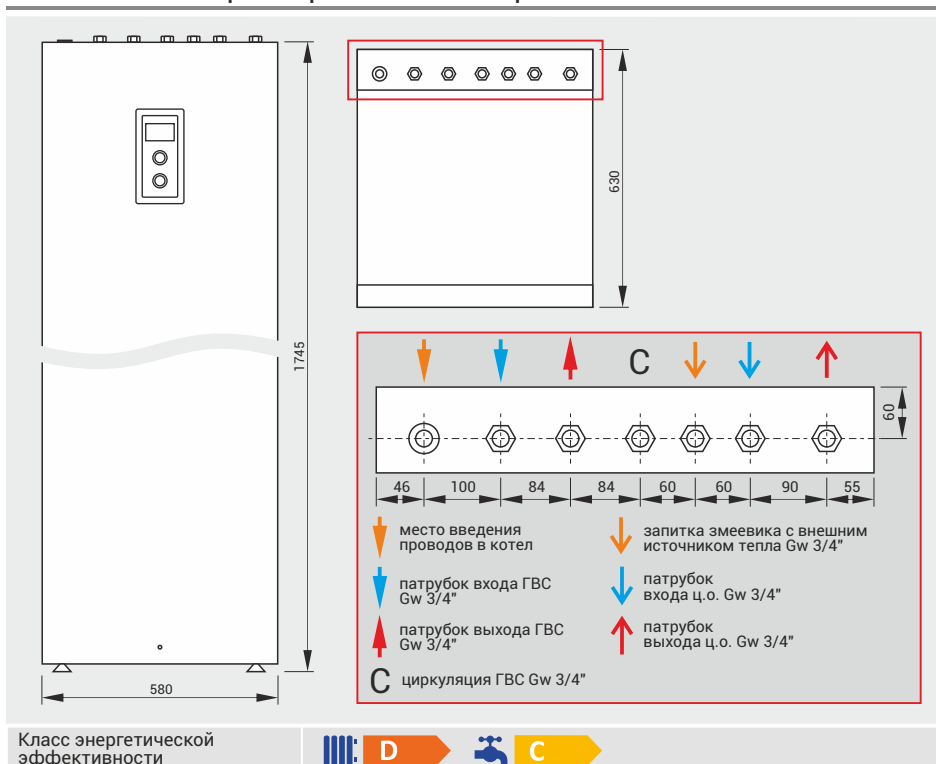 630
1745
C
60
46 100 84 84 60 60 90 55
место введения
проводов в котел
патрубок входа ГВС
Gw 3/4"
патрубок выхода ГВС
Gw 3/4"
C циркуляция ГВС Gw 3/4"
запитка змеевика с внешним
источником тепла Gw 3/4"
патрубок
входа ц.о. Gw 3/4"
патрубок
выхода ц.о. Gw 3/4"
580
Класс энергетической
эффективности
D
C